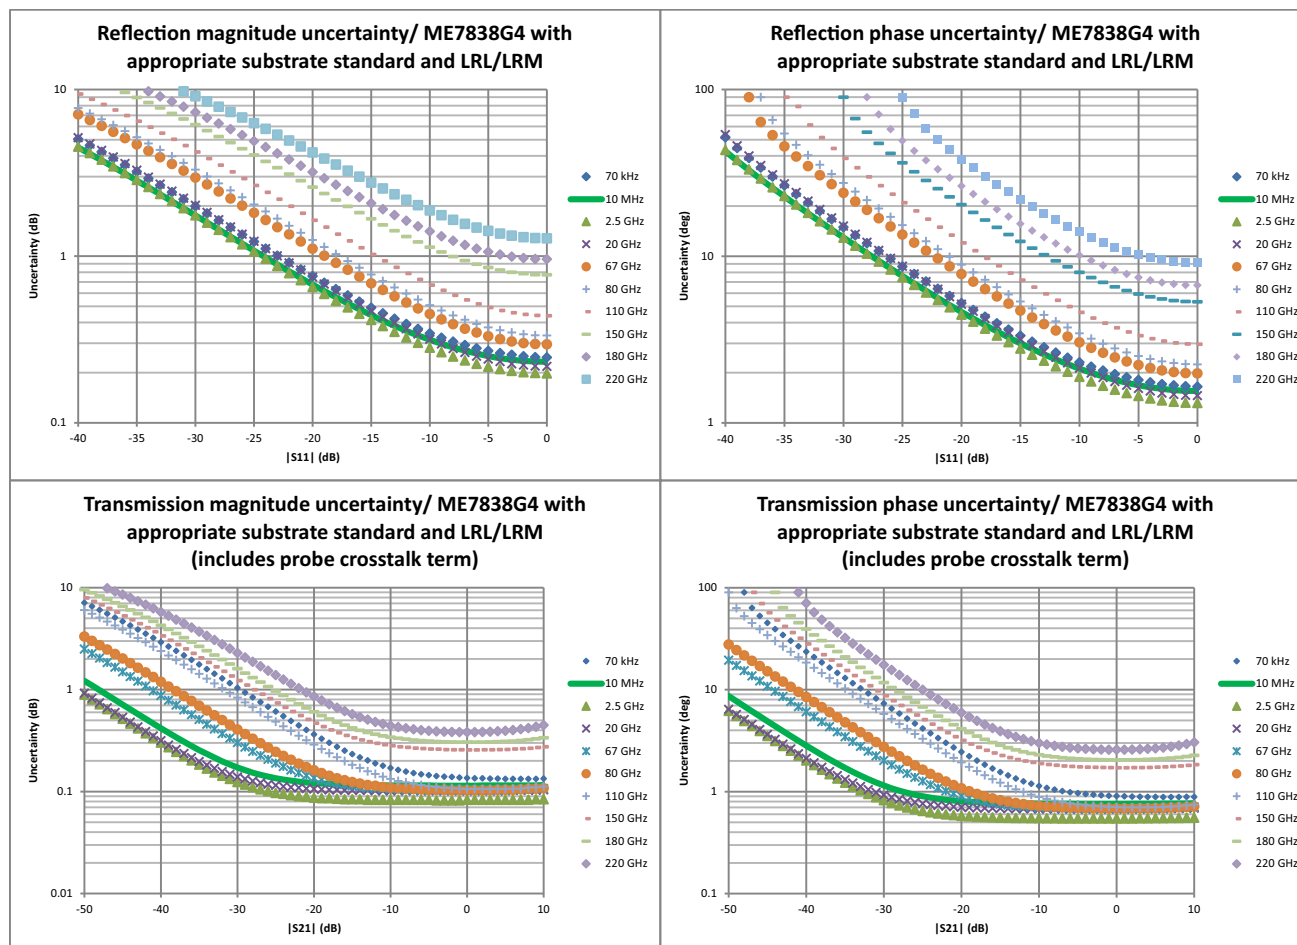 Reflection magnitude uncertainty/ ME7838G4 with
appropriate substrate standard and LRL/LRM
10
1
0.1
Uncertainty (dB)
-40
-35
-30
-25
-20
-15
-10
-5
0
|S11| (dB)
70 kHz
10 MHz
2.5 GHz
20 GHz
67 GHz
80 GHz
110 GHz
150 GHz
180 GHz
220 GHz
Reflection phase uncertainty/ ME7838G4 with
appropriate substrate standard and LRL/LRM
100
10
1
Uncertainty (deg)
-40
-35
-30
-25
-20
-15
-10
-5
0
|S11| (dB)
70 kHz
10 MHz
2.5 GHz
20 GHz
67 GHz
80 GHz
110 GHz
150 GHz
180 GHz
220 GHz
Transmission magnitude uncertainty/ ME7838G4 with
appropriate substrate standard and LRL/LRM
(includes probe crosstalk term)
10
1
0.1
0.01
Uncertainty (dB)
-50
-40
-30
-20
-10
0
10
|S21| (dB)
70 kHz
10 MHz
2.5 GHz
20 GHz
67 GHz
80 GHz
110 GHz
150 GHz
180 GHz
220 GHz
Transmission phase uncertainty/ ME7838G4 with
appropriate substrate standard and LRL/LRM
(includes probe crosstalk term)
100
10
1
0.1
Uncertainty (deg)
-50
-40
-30
-20
-10
0
10
|S21| (dB)
70 kHz
10 MHz
2.5 GHz
20 GHz
67 GHz
80 GHz
110 GHz
150 GHz
180 GHz
220 GHz